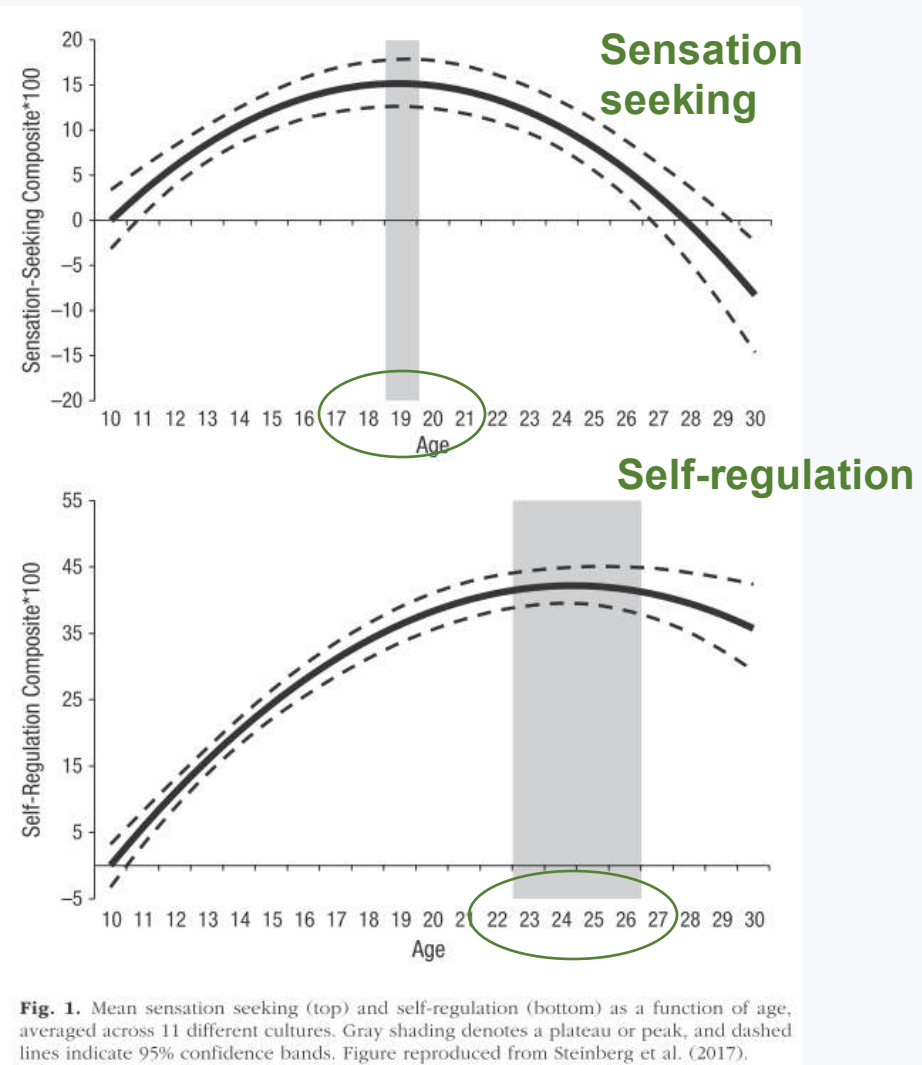 Sensation
seeking
Sensation-Seeking Composite*100
20
15
10
5
0
–5
–10
–15
–20
10 11 12 13 14 15 16 17 18 19 20 21 22 23 24 25 26 27 28 29 30
Age
Self-regulation
Self-Regulation Composite*100
55
45
35
25
15
5
–5
10 11 12 13 14 15 16 17 18 19 20 21 22 23 24 25 26 27 28 29 30
Age
Fig. 1. Mean sensation seeking (top) and self-regulation (bottom) as a function of age,
averaged across 11 different cultures. Gray shading denotes a plateau or peak, and dashed
lines indicate 95% confidence bands. Figure reproduced from Steinberg et al. (2017).